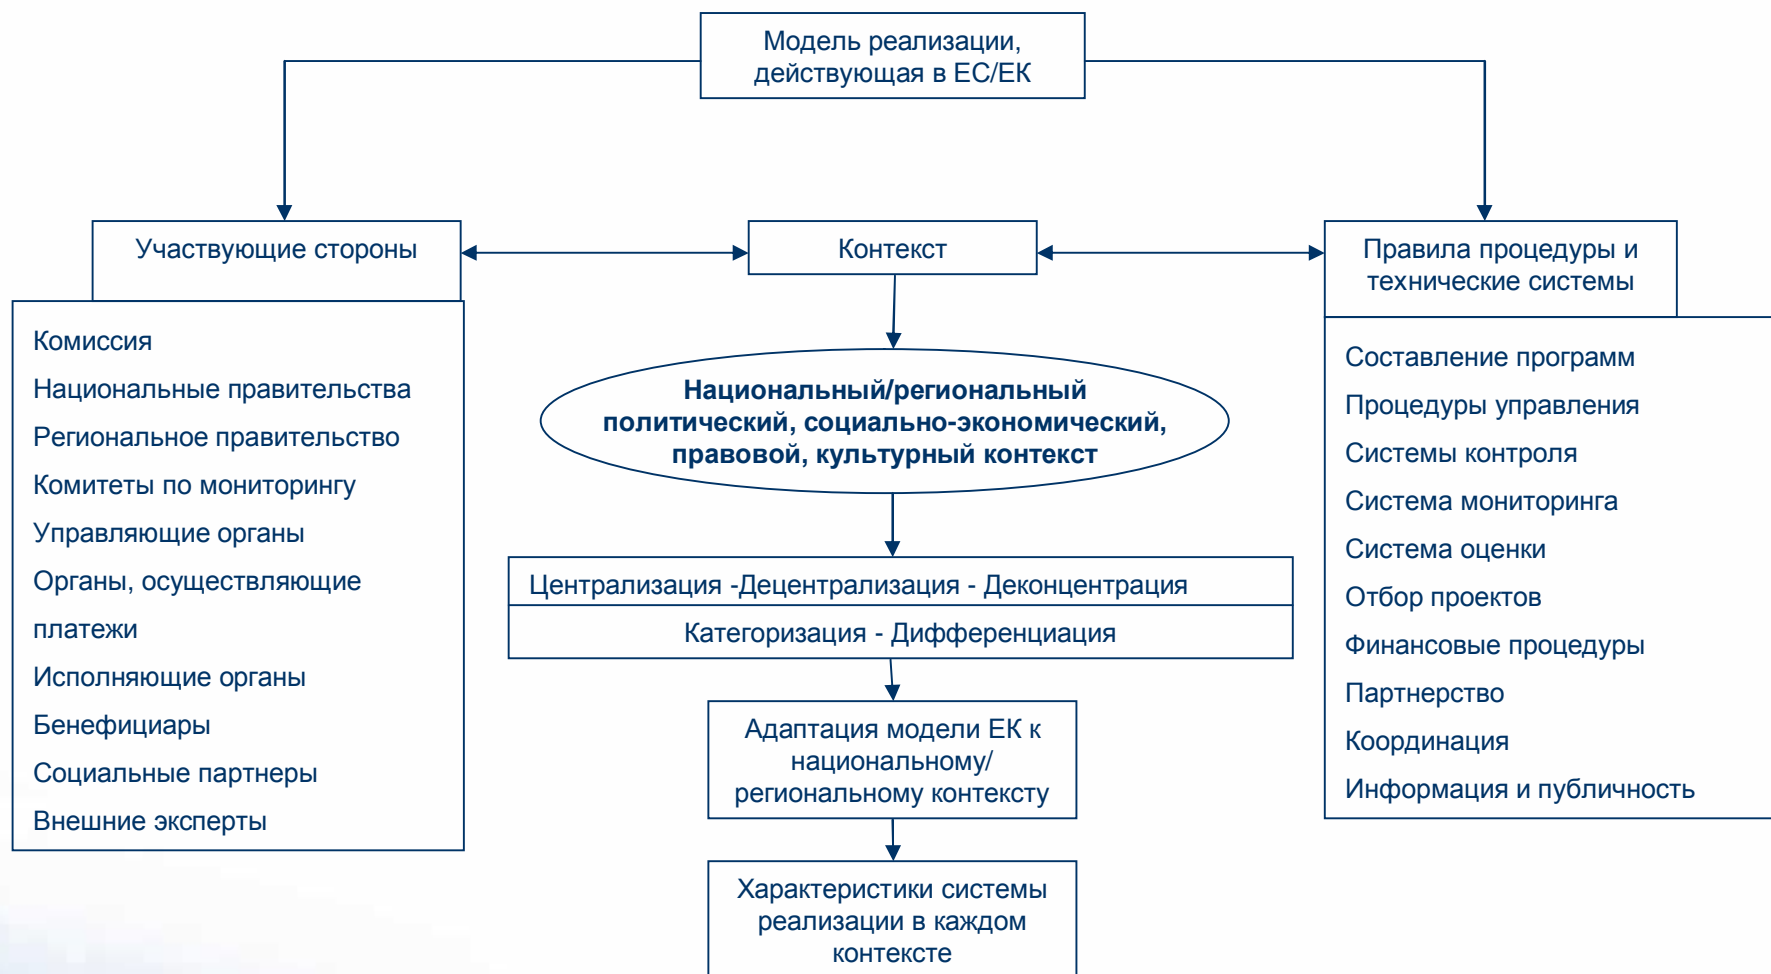 Модель реализации,
действующая в ЕС/ЕК
Участвующие стороны
Контекст
Правила процедуры и
технические системы
Комиссия
Национальные правительства
Региональное правительство
Комитеты по мониторингу
Управляющие органы
Органы, осуществляющие
платежи
Исполняющие органы
Бенефициары
Социальные партнеры
Внешние эксперты
Национальный/региональный
политический, социально-экономический,
правовой, культурный контекст
Централизация -Децентрализация - Деконцентрация
Категоризация - Дифференциация
Адаптация модели ЕК к
национальному/
региональному контексту
Характеристики системы
реализации в каждом
контексте
Составление программ
Процедуры управления
Системы контроля
Система мониторинга
Система оценки
Отбор проектов
Финансовые процедуры
Партнерство
Координация
Информация и публичность